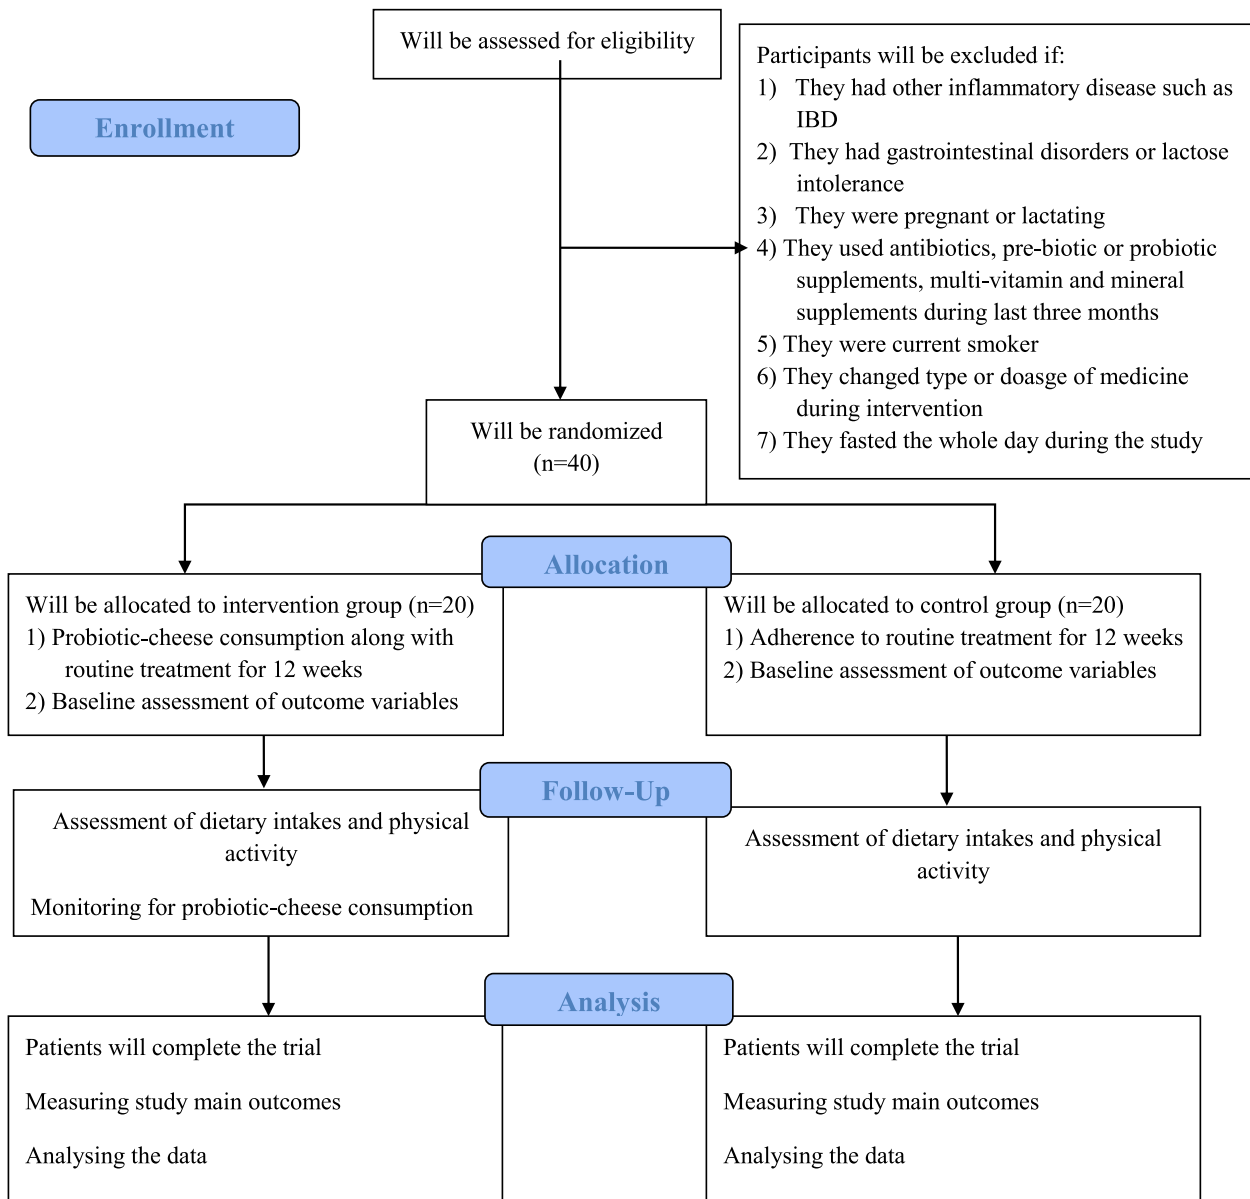 Will be assessed for eligibility
Enrollment
Participants will be excluded if:
1) They had other inflammatory disease such as
IBD
2) They had gastrointestinal disorders or lactose
intolerance
3) They were pregnant or lactating
4) They used antibiotics, pre-biotic or probiotic
supplements, multi-vitamin and mineral
supplements during last three months
5) They were current smoker
6) They changed type or doasge of medicine
during intervention
7) They fasted the whole day during the study
Will be randomized
(n=40)
Allocation
Will be allocated to intervention group (n=20)
1) Probiotic-cheese consumption along with
routine treatment for 12 weeks
2) Baseline assessment of outcome variables
Will be allocated to control group (n=20)
1) Adherence to routine treatment for 12 weeks
2) Baseline assessment of outcome variables
Follow-Up
Assessment of dietary intakes and physical
activity
Monitoring for probiotic-cheese consumption
Assessment of dietary intakes and physical
activity
Analysis
Patients will complete the trial
Measuring study main outcomes
Analysing the data
Patients will complete the trial
Measuring study main outcomes
Analysing the data